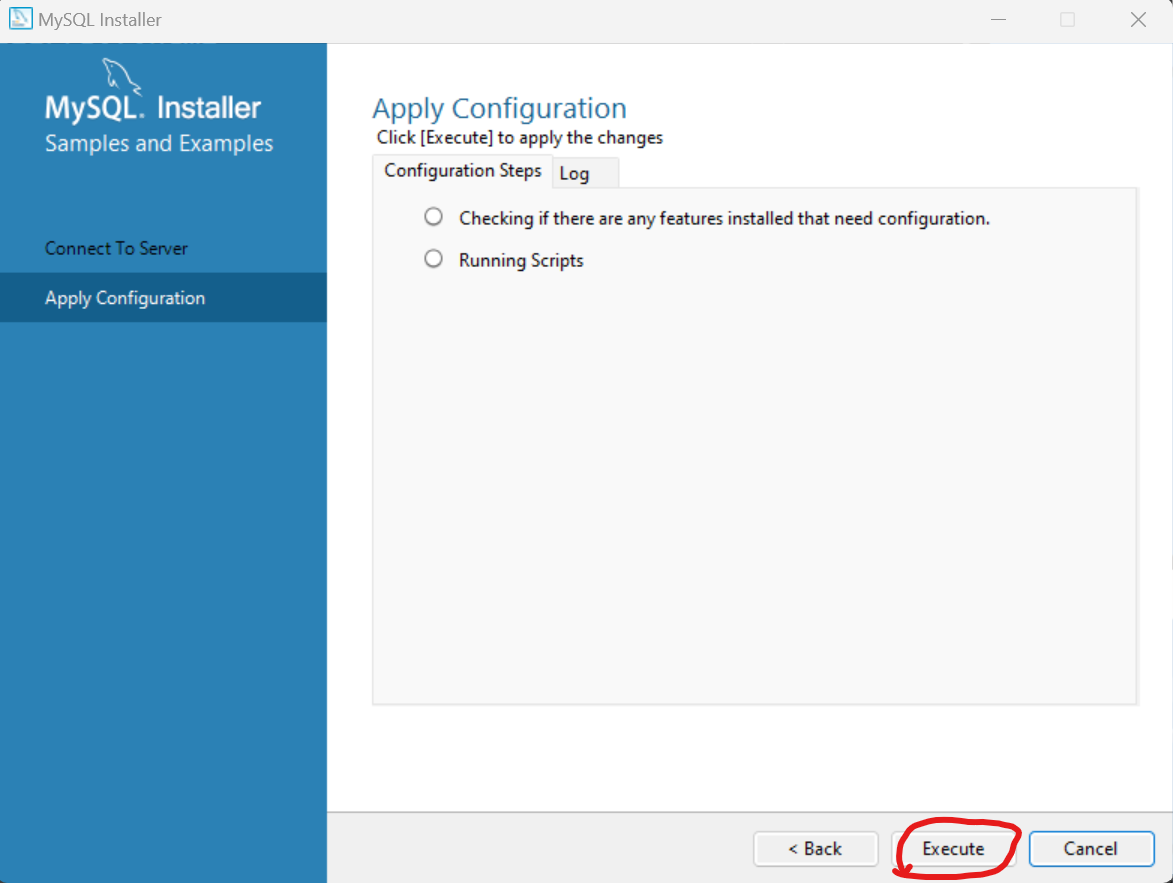 MySQL Installer
MySQL. Installer
Samples and Examples
Connect To Server
Apply Configuration
Apply Configuration
Click [Execute] to apply the changes
Configuration Steps
Log
Checking if there are any features installed that need configuration.
Running Scripts
< Back
Execute
Cancel